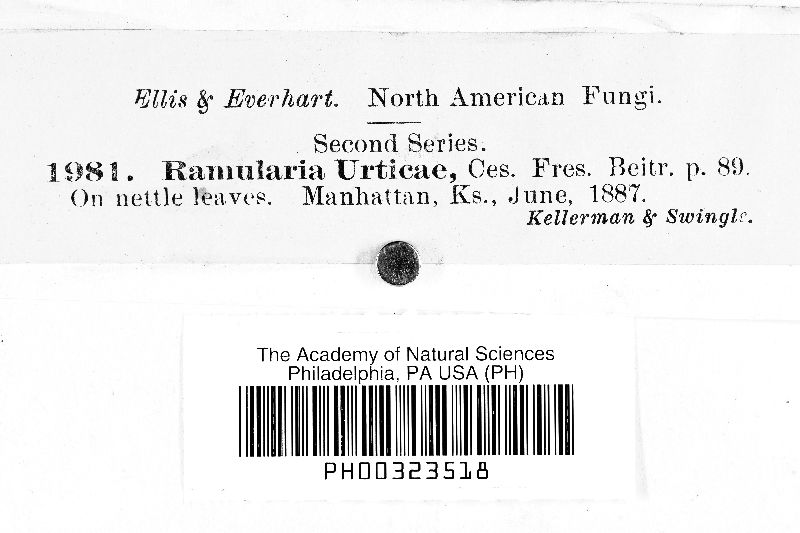 Ellis & Everhart. North American Fungi.
Second Series.
1981. Ramularia Urticae, Ces. Fres. Beitr. p. 89.
On nettle leaves. Manhattan, Ks., June, 1887.
Kellerman & Swingle.
The Academy of Natural Sciences
Philadelphia, PA USA (PH)
PH00323518